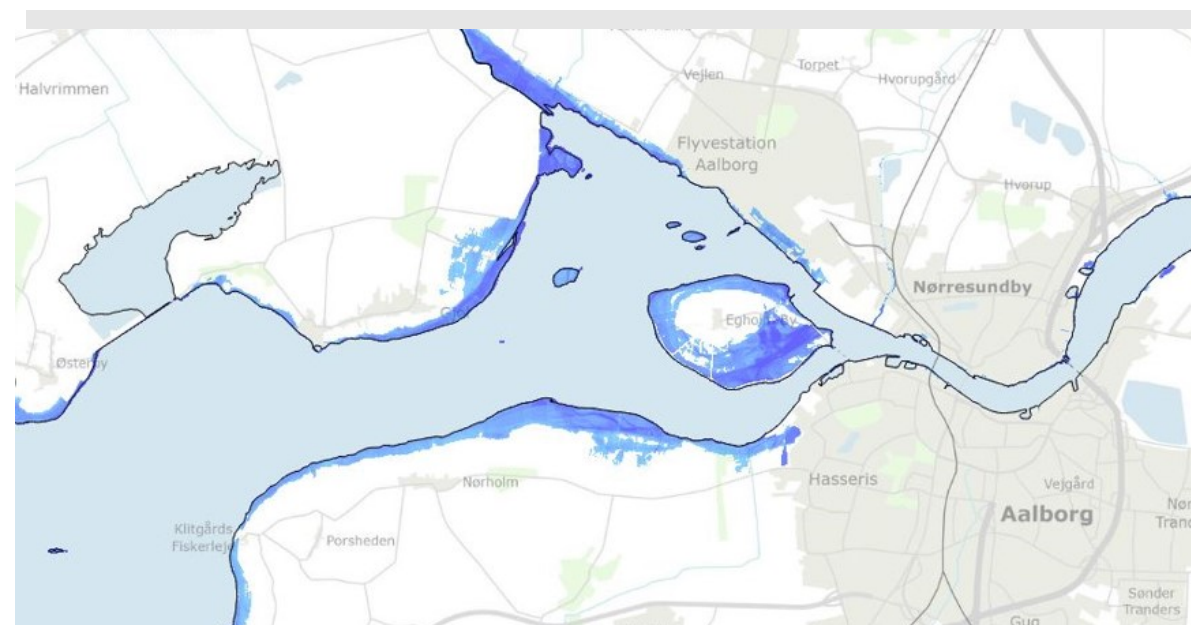 Halvrimmen
Vejlen
Torpet
Hvorupgård
Flyvestation
Aalborg
Hvorup
Nørresundby
Egholm By
Østerby
Nørholm
Hasseris
Vejgård
Aalborg
Klitgårds
Fiskerleje
Porsheden
Sønder
Tranders
Gug